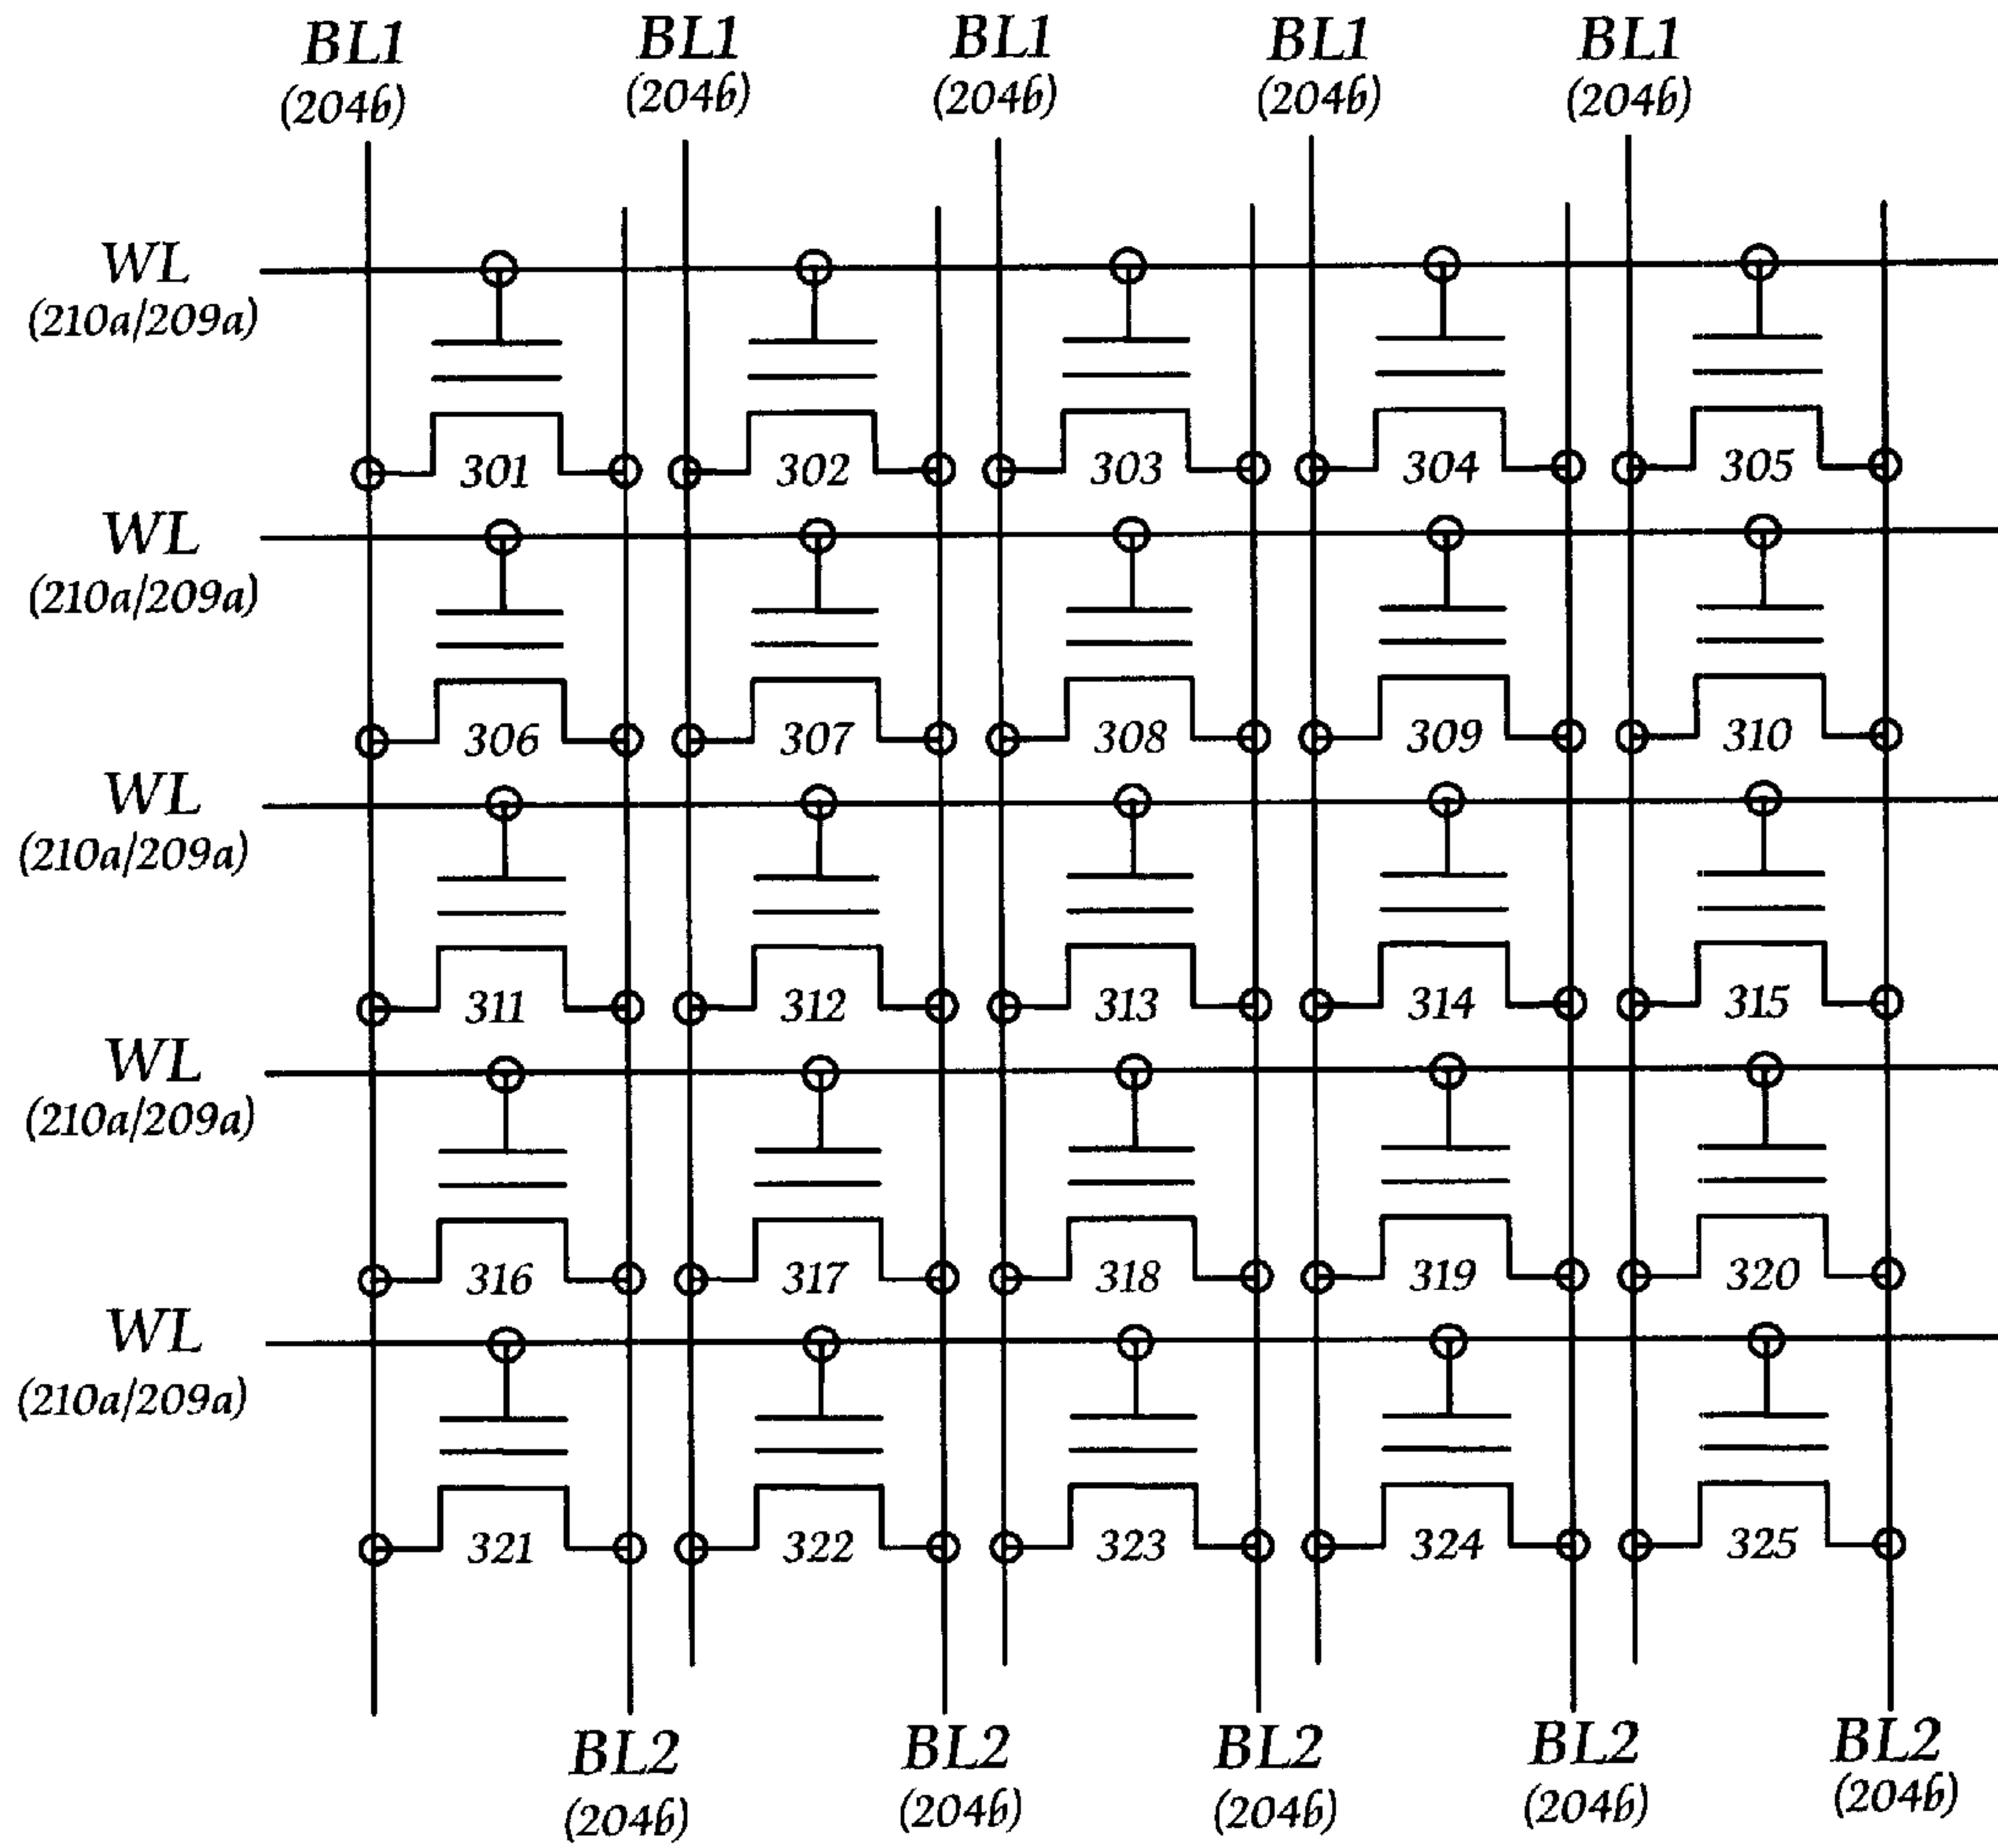 BL1 BL1 BL1 BL1 BL1
(204b) (204b) (204b) (204b) (204b)
WL
(210a/209a)
301 302 303 304 305
WL
(210a/209a)
306 307 308 309 310
WL
(210a/209a)
311 312 313 314 315
WL
(210a/209a)
316 317 318 319 320
WL
(210a/209a)
321 322 323 324 325
BL2 BL2 BL2 BL2 BL2
(204b) (204b) (204b) (204b) (204b)